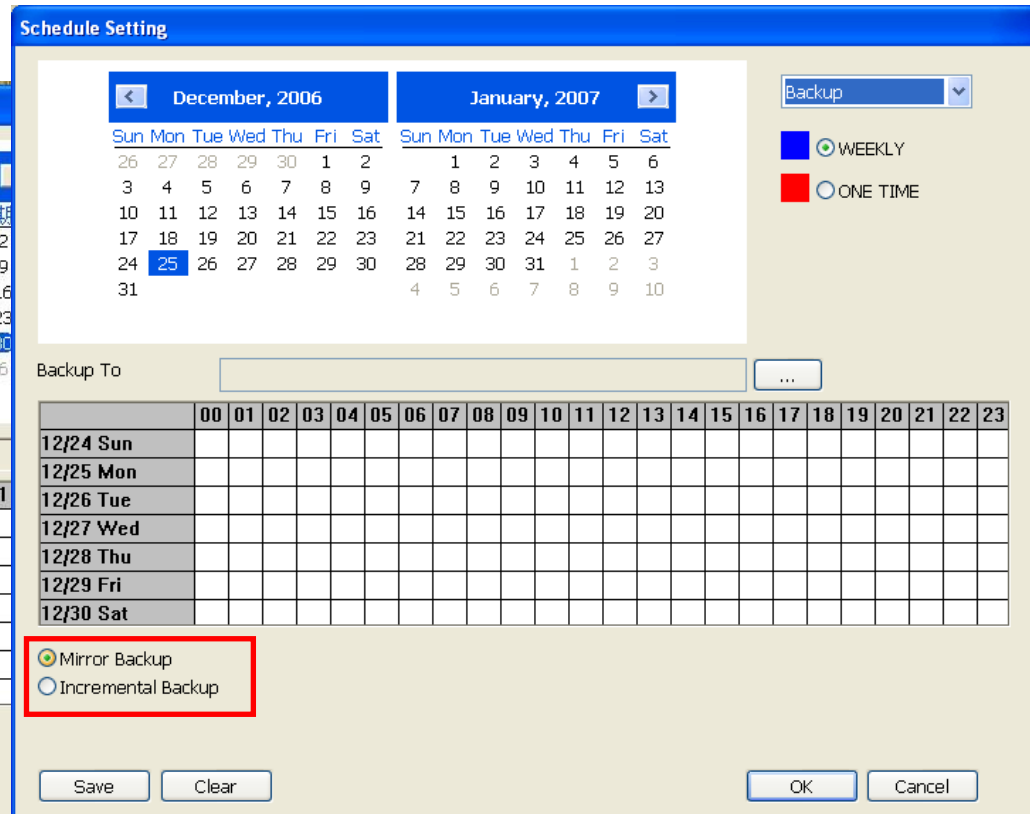 Schedule Setting
December, 2006 January, 2007
Sun Mon Tue Wed Thu Fri Sat Sun Mon Tue Wed Thu Fri Sat
26 27 28 29 30 1 2 1 2 3 4 5 6
3 4 5 6 7 8 9 7 8 9 10 11 12 13
10 11 12 13 14 15 16 14 15 16 17 18 19 20
17 18 19 20 21 22 23 21 22 23 24 25 26 27
24 25 26 27 28 29 30 28 29 30 31 1 2 3
31 4 5 6 7 8 9 10
Backup
WEEKLY
ONE TIME
Backup To ...
00 01 02 03 04 05 06 07 08 09 10 11 12 13 14 15 16 17 18 19 20 21 22 23
12/24 Sun
12/25 Mon
12/26 Tue
12/27 Wed
12/28 Thu
12/29 Fri
12/30 Sat
Mirror Backup
Incremental Backup
Save Clear OK Cancel